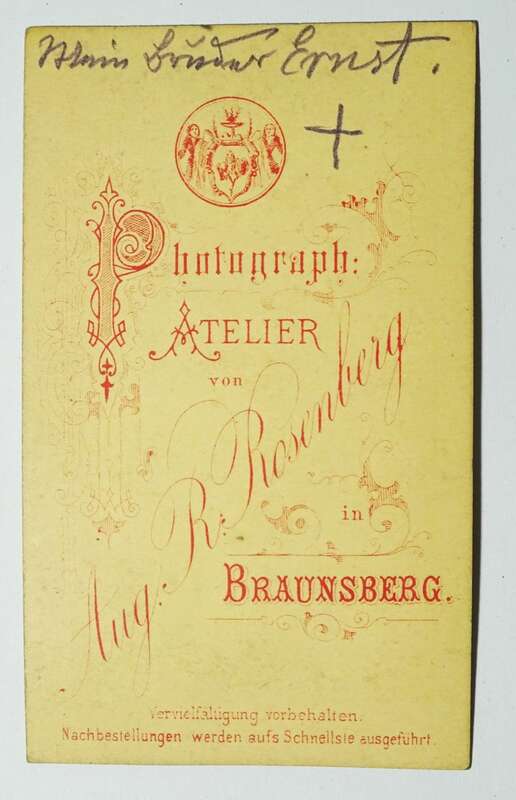 Mein Bruder Ernst.
+
Photograph:
ATELIER
von
Aug: R: Rosenberg
in
BRAUNSBERG.
Vervielfältigung vorbehalten.
Nachbestellungen werden aufs Schnellste ausgeführt.